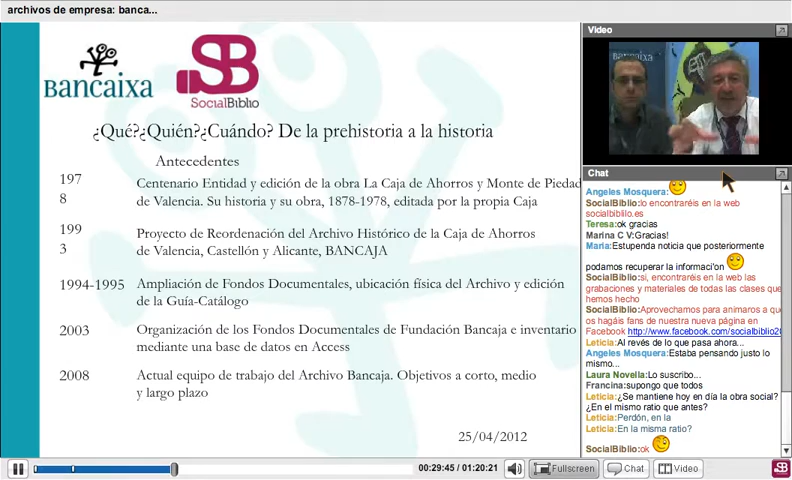 archivos de empresa: banca...
BANCAIXA
SB
SocialBiblio
¿Qué?¿Quién?¿Cuándo? De la prehistoria a la historia
Antecedentes
197
8
Centenario Entidad y edición de la obra La Caja de Ahorros y Monte de Piedad
de Valencia. Su historia y su obra, 1878-1978, editada por la propia Caja
199
3
Proyecto de Reordenación del Archivo Histórico de la Caja de Ahorros
de Valencia, Castellón y Alicante, BANCAJA
1994-1995
Ampliación de Fondos Documentales, ubicación física del Archivo y edición
de la Guía-Catálogo
2003
Organización de los Fondos Documentales de Fundación Bancaja e inventario
mediante una base de datos en Access
2008
Actual equipo de trabajo del Archivo Bancaja. Objetivos a corto, medio
y largo plazo
25/04/2012
Video
Chat
Angeles Mosquera:
SocialBiblio:lo encontraréis en la web
socialbiblilo.es
Teresa:ok gracias
Marina C V:Gracias!
Maria:Estupenda noticia que posteriormente
podamos recuperar la informaci'on
SocialBiblio:si, encontraréis en la web las
grabaciones y materiales de todas las clases que
hemos hecho
SocialBiblio:Aprovechamos para animaros a que
os hagáis fans de nuestra nueva página en
Facebook http://www.facebook.com/socialbiblio20
Leticia:Al revés de lo que pasa ahora...
Angeles Mosquera:Estaba pensando justo lo
mismo...
Laura Novella:Lo suscribo...
Francina:supongo que todos
Leticia:¿Se mantiene hoy en día la obra social?
¿En el mismo ratio que antes?
Leticia:Perdón, en la
Leticia:En la misma ratio?
SocialBiblio:ok
00:29:45 / 01:20:21
Fullscreen
Chat
Video
SB